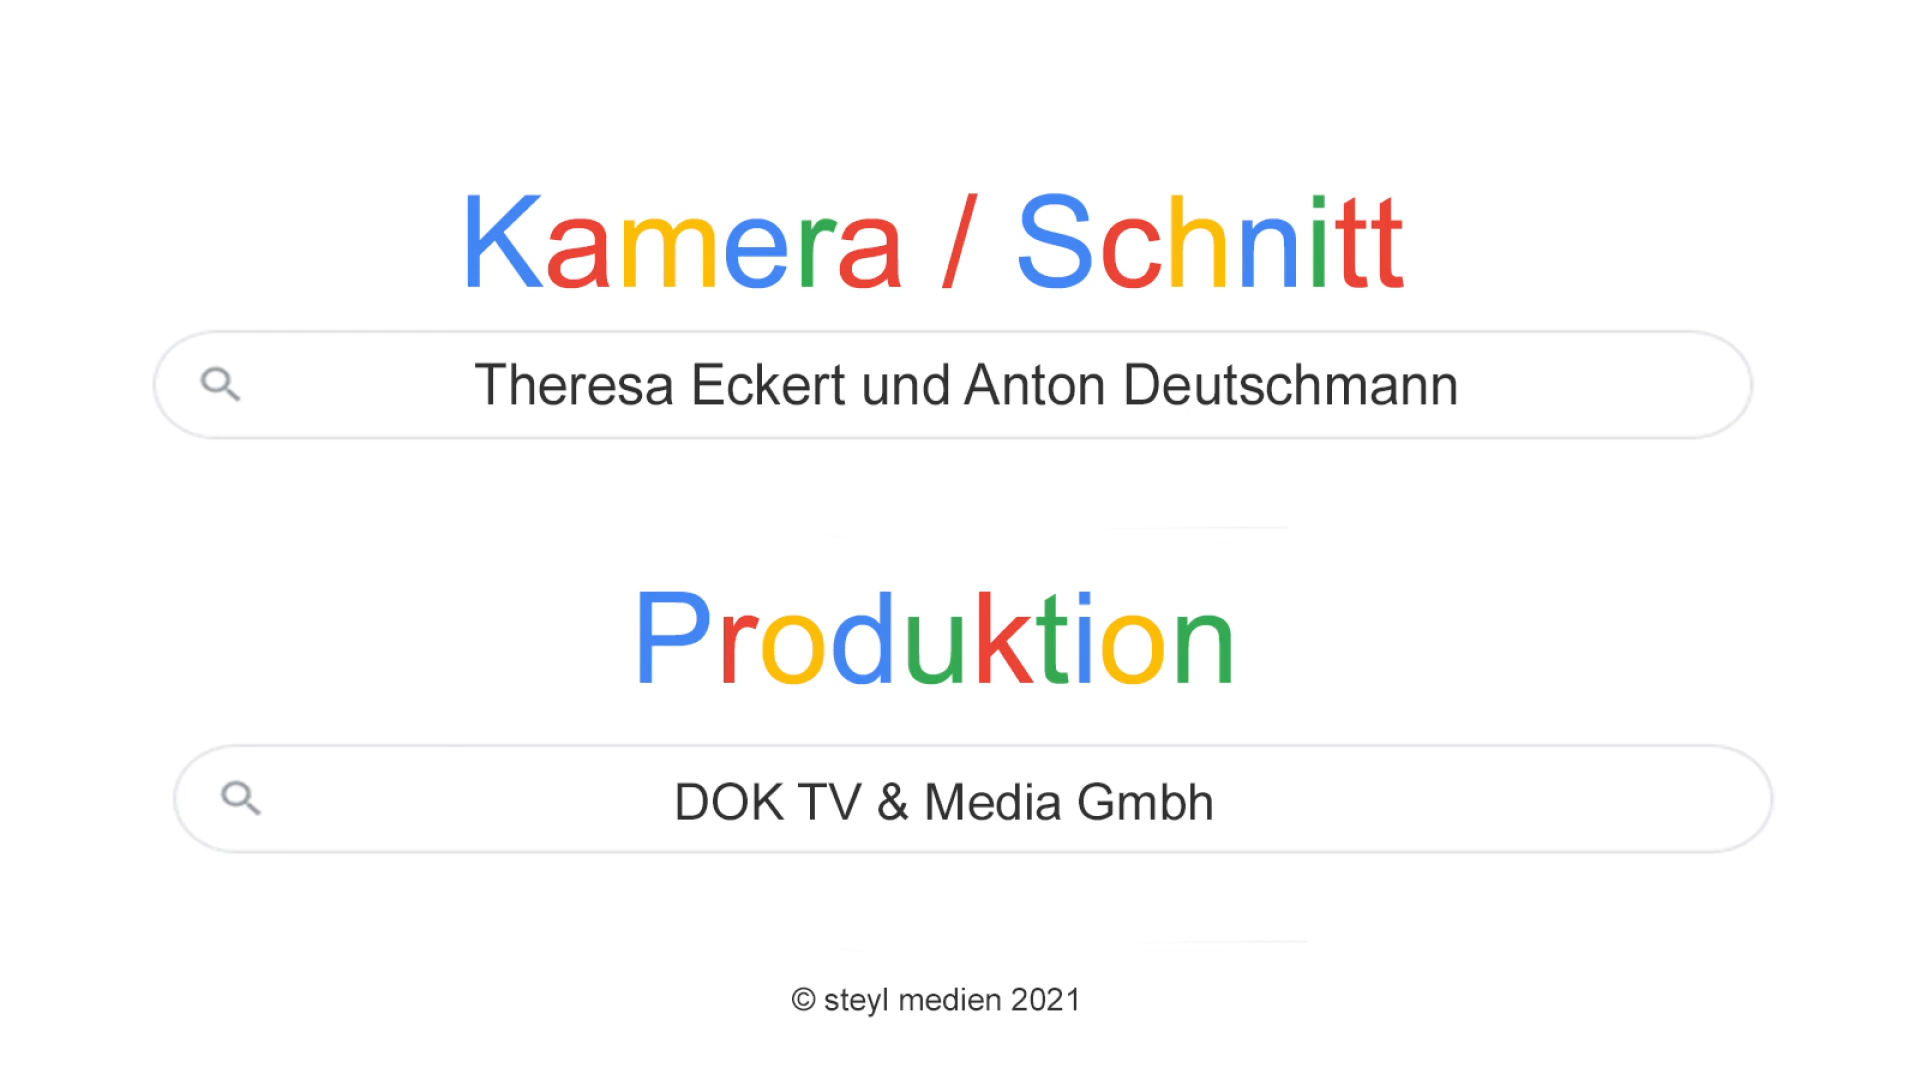 Kamera / Schnitt
Theresa Eckert und Anton Deutschmann
Produktion
DOK TV & Media Gmbh
© steyl medien 2021